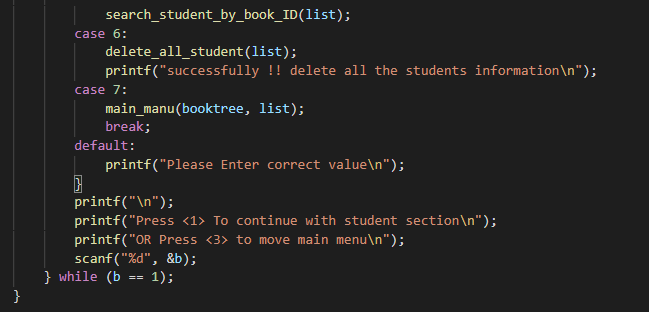 search_student_by_book_ID(list);
case 6:
delete_all_student(list);
printf("successfully !! delete all the students information\n");
case 7:
main_manu(booktree, list);
break;
default:
printf("Please Enter correct value\n");
}
printf("\n");
printf("Press <1> To continue with student section\n");
printf("OR Press <3> to move main menu\n");
scanf("%d", &b);
} while (b == 1);
}